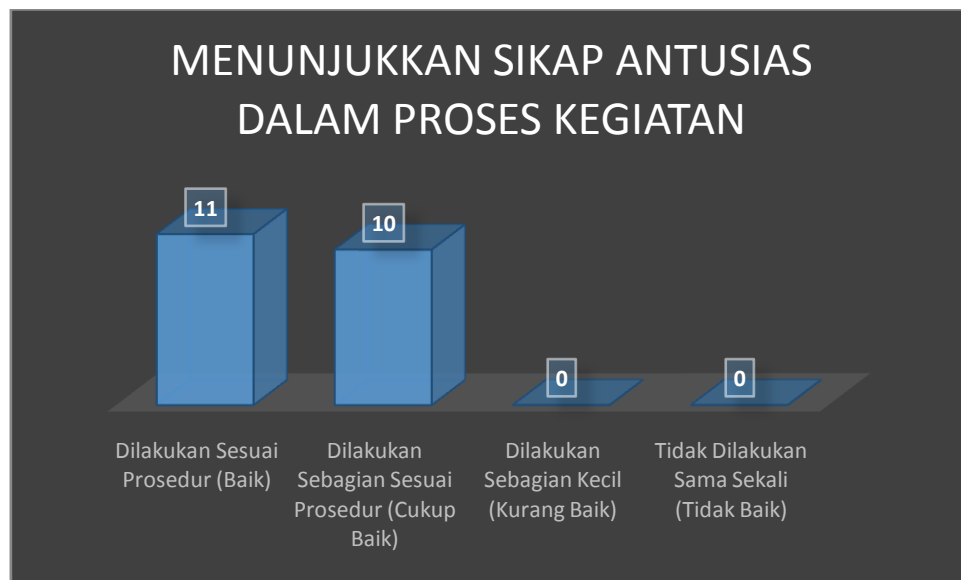 MENUNJUKKAN SIKAP ANTUSIAS
DALAM PROSES KEGIATAN
11
10
0
0
Dilakukan Sesuai
Prosedur (Baik)
Dilakukan
Sebagian Sesuai
Prosedur (Cukup
Baik)
Dilakukan
Sebagian Kecil
(Kurang Baik)
Tidak Dilakukan
Sama Sekali
(Tidak Baik)